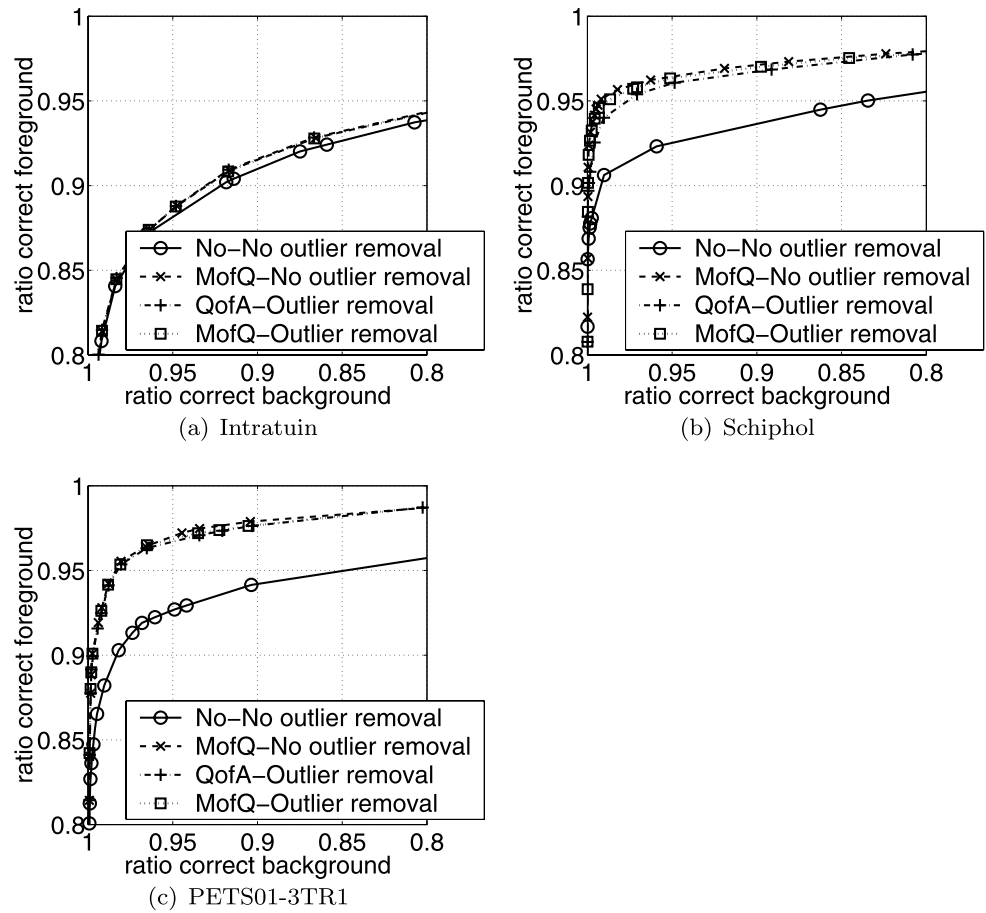 1
0.95
0.9
0.85
0.8
ratio correct foreground
No−No outlier removal
MofQ−No outlier removal
QofA−Outlier removal
MofQ−Outlier removal
1 0.95 0.9 0.85 0.8
ratio correct background
(a) Intratuin
1
0.95
0.9
0.85
0.8
ratio correct foreground
No−No outlier removal
MofQ−No outlier removal
QofA−Outlier removal
MofQ−Outlier removal
1 0.95 0.9 0.85 0.8
ratio correct background
(b) Schiphol
1
0.95
0.9
0.85
0.8
ratio correct foreground
No−No outlier removal
MofQ−No outlier removal
QofA−Outlier removal
MofQ−Outlier removal
1 0.95 0.9 0.85 0.8
ratio correct background
(c) PETS01-3TR1